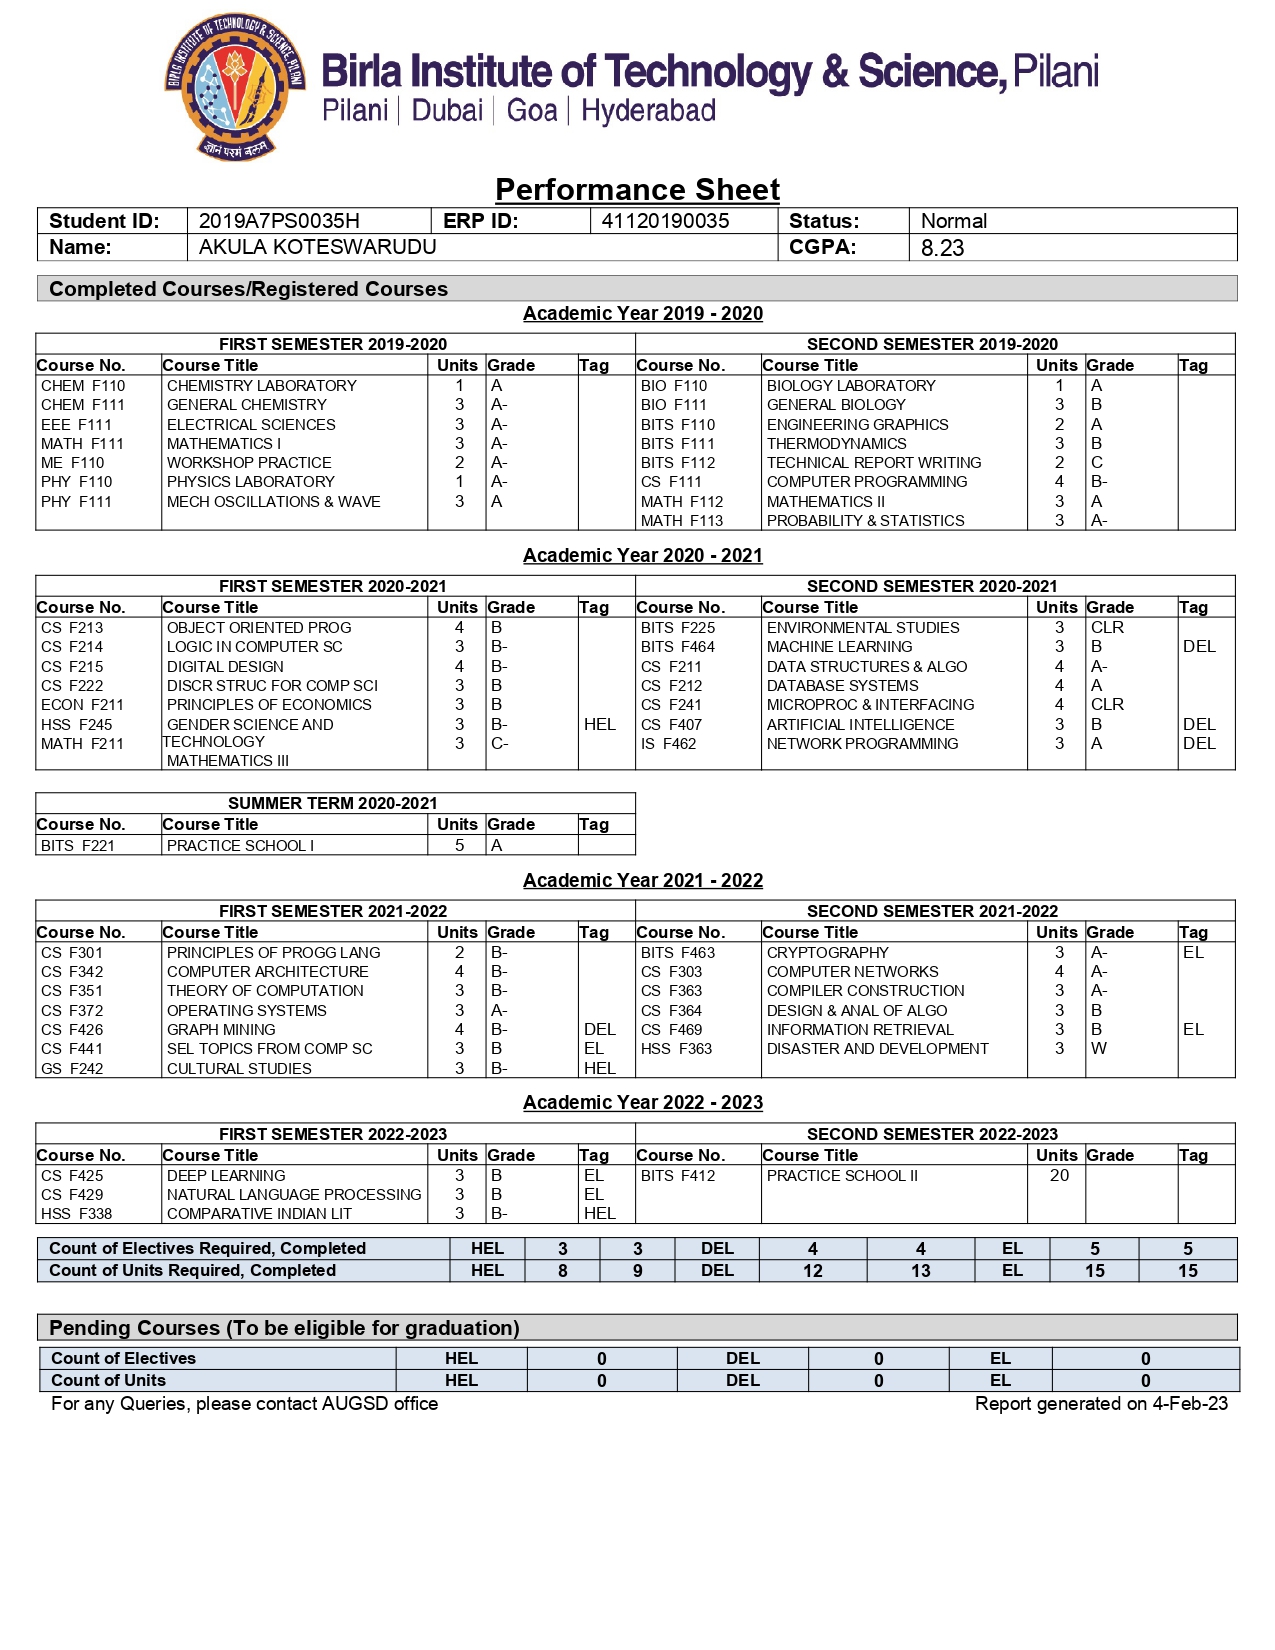 BIRLA INSTITUTE OF TECHNOLOGY & SCIENCE, PILANI
ज्ञानं परमं बलम्
Birla Institute of Technology & Science, Pilani
Pilani | Dubai | Goa | Hyderabad
Performance Sheet
Student ID: 2019A7PS0035H ERP ID: 41120190035 Status: Normal
Name: AKULA KOTESWARUDU CGPA: 8.23
Completed Courses/Registered Courses
Academic Year 2019 - 2020
FIRST SEMESTER 2019-2020 SECOND SEMESTER 2019-2020
Course No. Course Title Units Grade Tag Course No. Course Title Units Grade Tag
CHEM F110 CHEMISTRY LABORATORY 1 A BIO F110 BIOLOGY LABORATORY 1 A
CHEM F111 GENERAL CHEMISTRY 3 A- BIO F111 GENERAL BIOLOGY 3 B
EEE F111 ELECTRICAL SCIENCES 3 A- BITS F110 ENGINEERING GRAPHICS 2 A
MATH F111 MATHEMATICS I 3 A- BITS F111 THERMODYNAMICS 3 B
ME F110 WORKSHOP PRACTICE 2 A- BITS F112 TECHNICAL REPORT WRITING 2 C
PHY F110 PHYSICS LABORATORY 1 A- CS F111 COMPUTER PROGRAMMING 4 B-
PHY F111 MECH OSCILLATIONS & WAVE 3 A MATH F112 MATHEMATICS II 3 A
MATH F113 PROBABILITY & STATISTICS 3 A-
Academic Year 2020 - 2021
FIRST SEMESTER 2020-2021 SECOND SEMESTER 2020-2021
Course No. Course Title Units Grade Tag Course No. Course Title Units Grade Tag
CS F213 OBJECT ORIENTED PROG 4 B BITS F225 ENVIRONMENTAL STUDIES 3 CLR
CS F214 LOGIC IN COMPUTER SC 3 B- BITS F464 MACHINE LEARNING 3 B DEL
CS F215 DIGITAL DESIGN 4 B- CS F211 DATA STRUCTURES & ALGO 4 A-
CS F222 DISCR STRUC FOR COMP SCI 3 B CS F212 DATABASE SYSTEMS 4 A
ECON F211 PRINCIPLES OF ECONOMICS 3 B CS F241 MICROPROC & INTERFACING 4 CLR
HSS F245 GENDER SCIENCE AND 3 B- HEL CS F407 ARTIFICIAL INTELLIGENCE 3 B DEL
MATH F211 TECHNOLOGY 3 C- IS F462 NETWORK PROGRAMMING 3 A DEL
MATHEMATICS III
SUMMER TERM 2020-2021
Course No. Course Title Units Grade Tag
BITS F221 PRACTICE SCHOOL I 5 A
Academic Year 2021 - 2022
FIRST SEMESTER 2021-2022 SECOND SEMESTER 2021-2022
Course No. Course Title Units Grade Tag Course No. Course Title Units Grade Tag
CS F301 PRINCIPLES OF PROGG LANG 2 B- BITS F463 CRYPTOGRAPHY 3 A- EL
CS F342 COMPUTER ARCHITECTURE 4 B- CS F303 COMPUTER NETWORKS 4 A-
CS F351 THEORY OF COMPUTATION 3 B- CS F363 COMPILER CONSTRUCTION 3 A-
CS F372 OPERATING SYSTEMS 3 A- CS F364 DESIGN & ANAL OF ALGO 3 B
CS F426 GRAPH MINING 4 B- DEL CS F469 INFORMATION RETRIEVAL 3 B EL
CS F441 SEL TOPICS FROM COMP SC 3 B EL HSS F363 DISASTER AND DEVELOPMENT 3 W
GS F242 CULTURAL STUDIES 3 B- HEL
Academic Year 2022 - 2023
FIRST SEMESTER 2022-2023 SECOND SEMESTER 2022-2023
Course No. Course Title Units Grade Tag Course No. Course Title Units Grade Tag
CS F425 DEEP LEARNING 3 B EL BITS F412 PRACTICE SCHOOL II 20
CS F429 NATURAL LANGUAGE PROCESSING 3 B EL
HSS F338 COMPARATIVE INDIAN LIT 3 B- HEL
Count of Electives Required, Completed HEL 3 3 DEL 4 4 EL 5 5
Count of Units Required, Completed HEL 8 9 DEL 12 13 EL 15 15
Pending Courses (To be eligible for graduation)
Count of Electives HEL 0 DEL 0 EL 0
Count of Units HEL 0 DEL 0 EL 0
For any Queries, please contact AUGSD office Report generated on 4-Feb-23